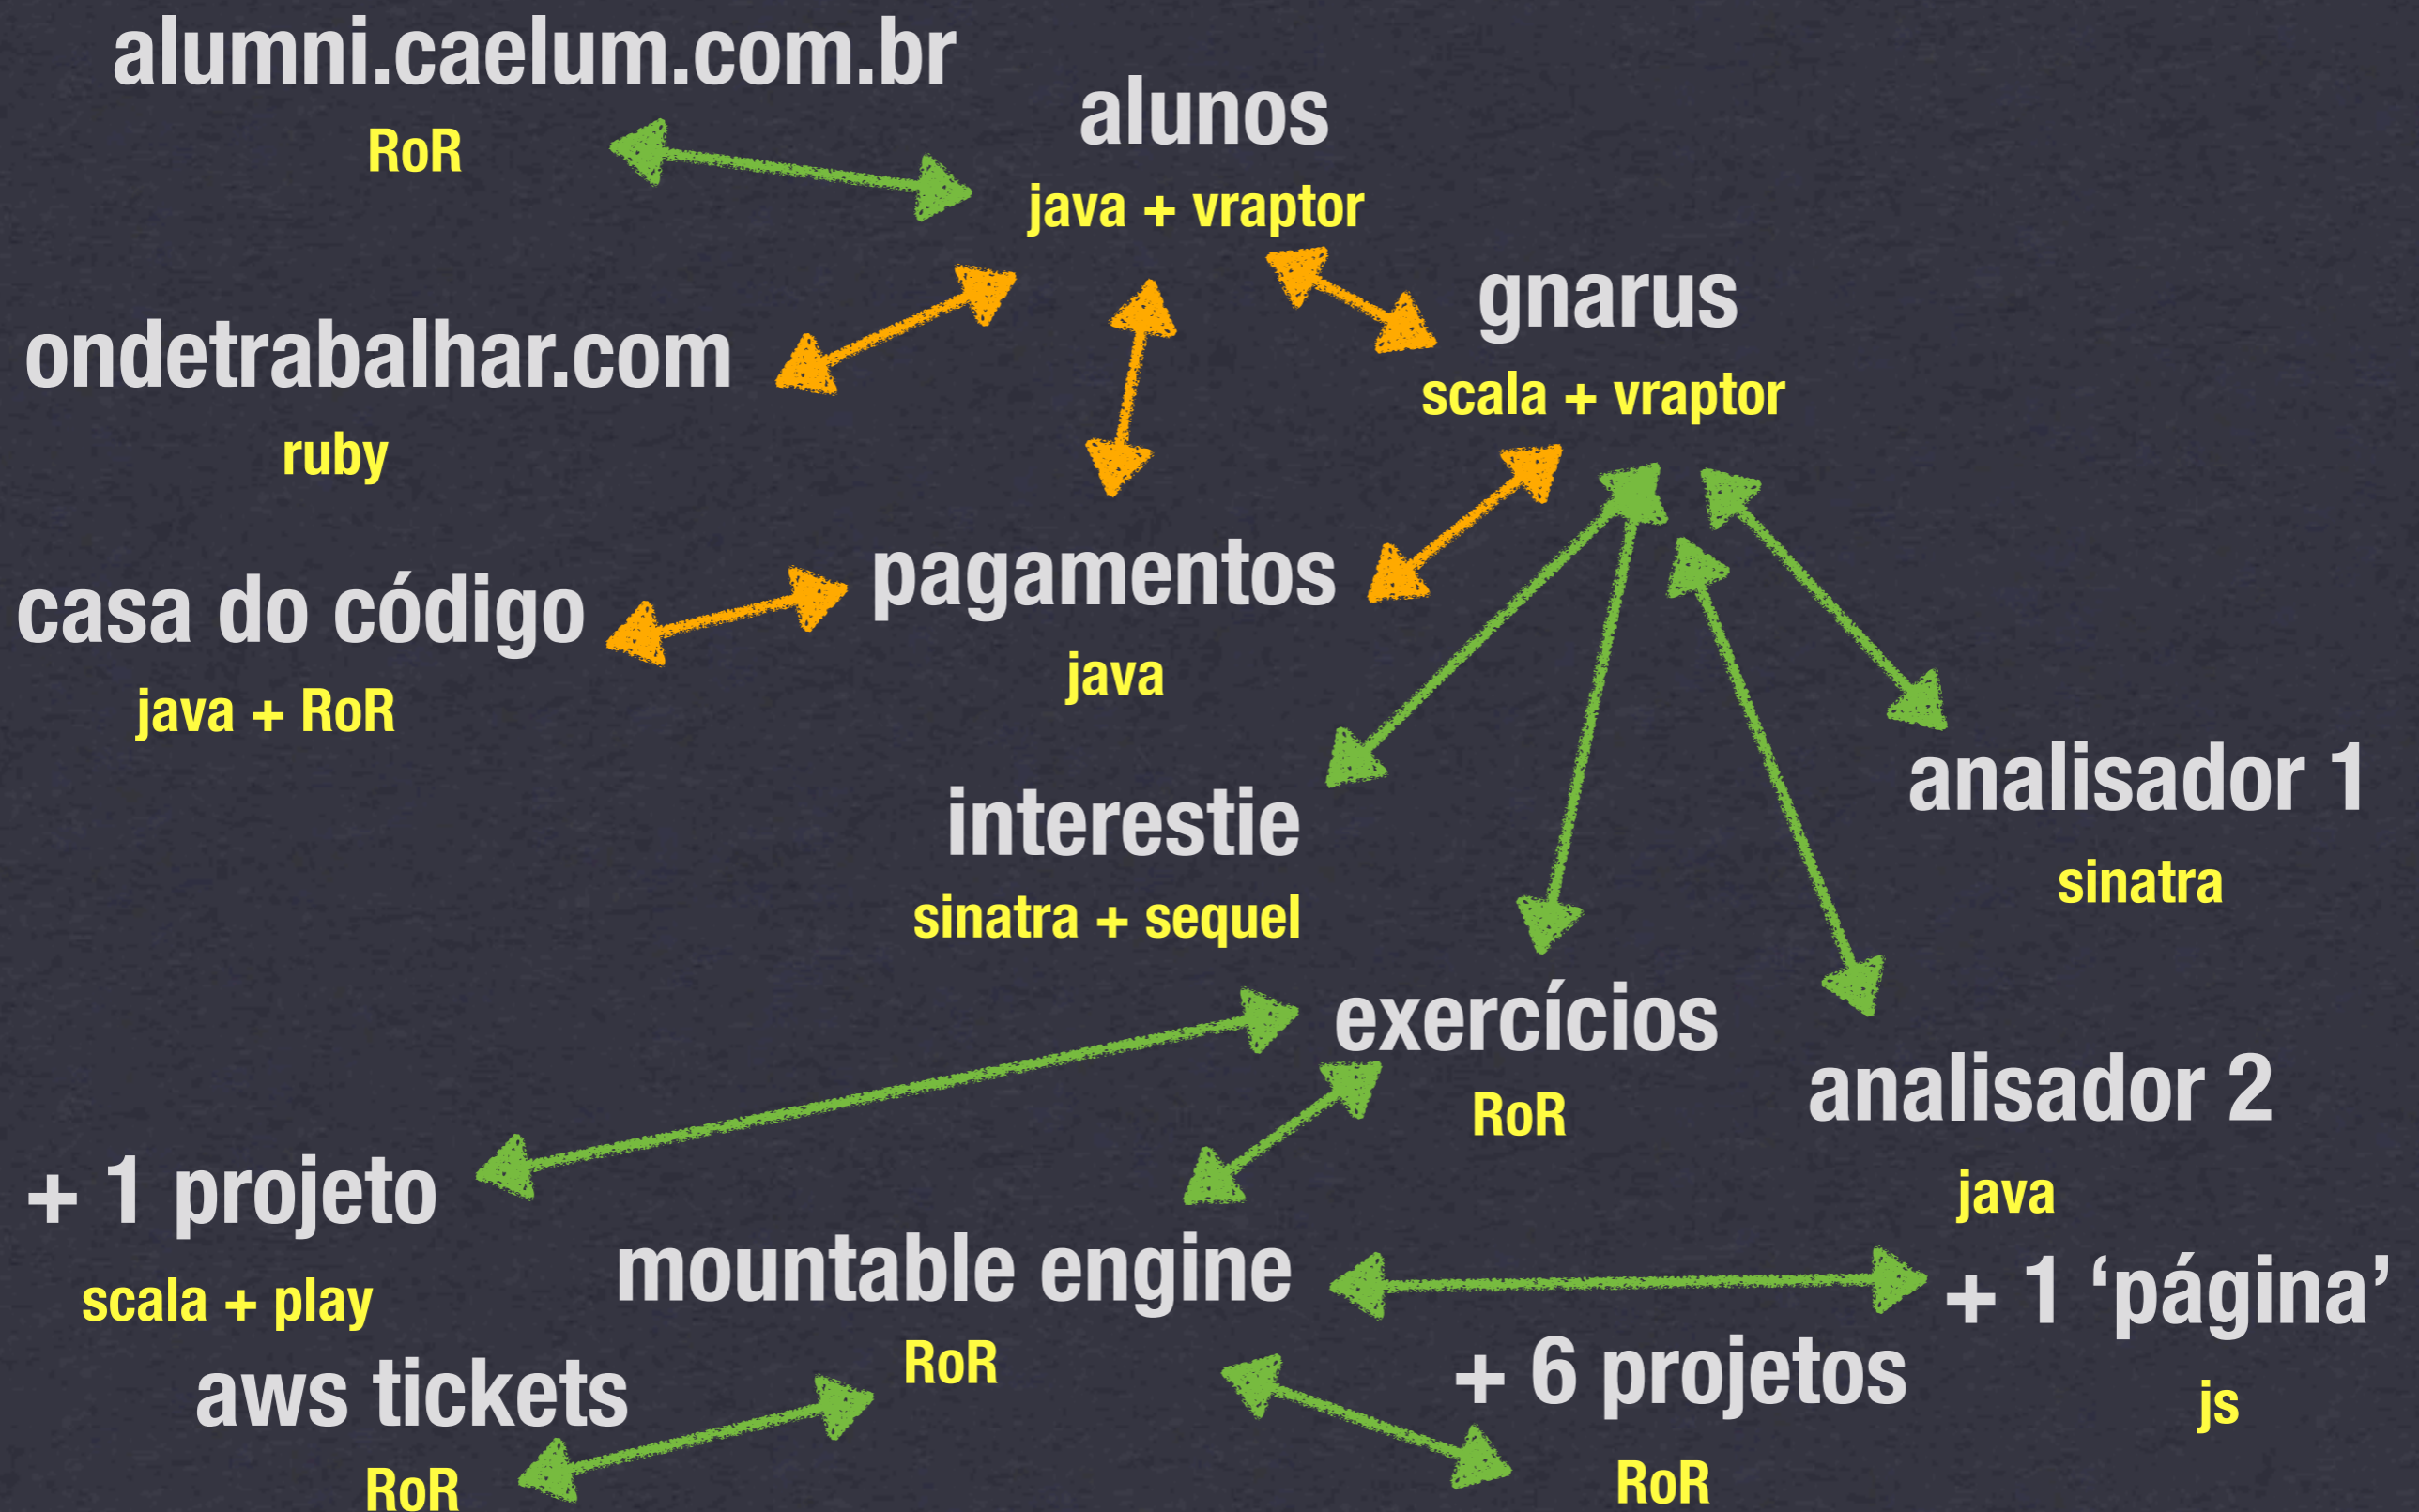 alumni.caelum.com.br
RoR
alunos
java + vraptor
gnarus
scala + vraptor
ondetrabalhar.com
ruby
pagamentos
java
casa do código
java + RoR
interestie
sinatra + sequel
analisador 1
sinatra
exercícios
RoR
analisador 2
java
+ 1 projeto
scala + play
mountable engine
RoR
+ 1 ‘página’
js
aws tickets
RoR
+ 6 projetos
RoR